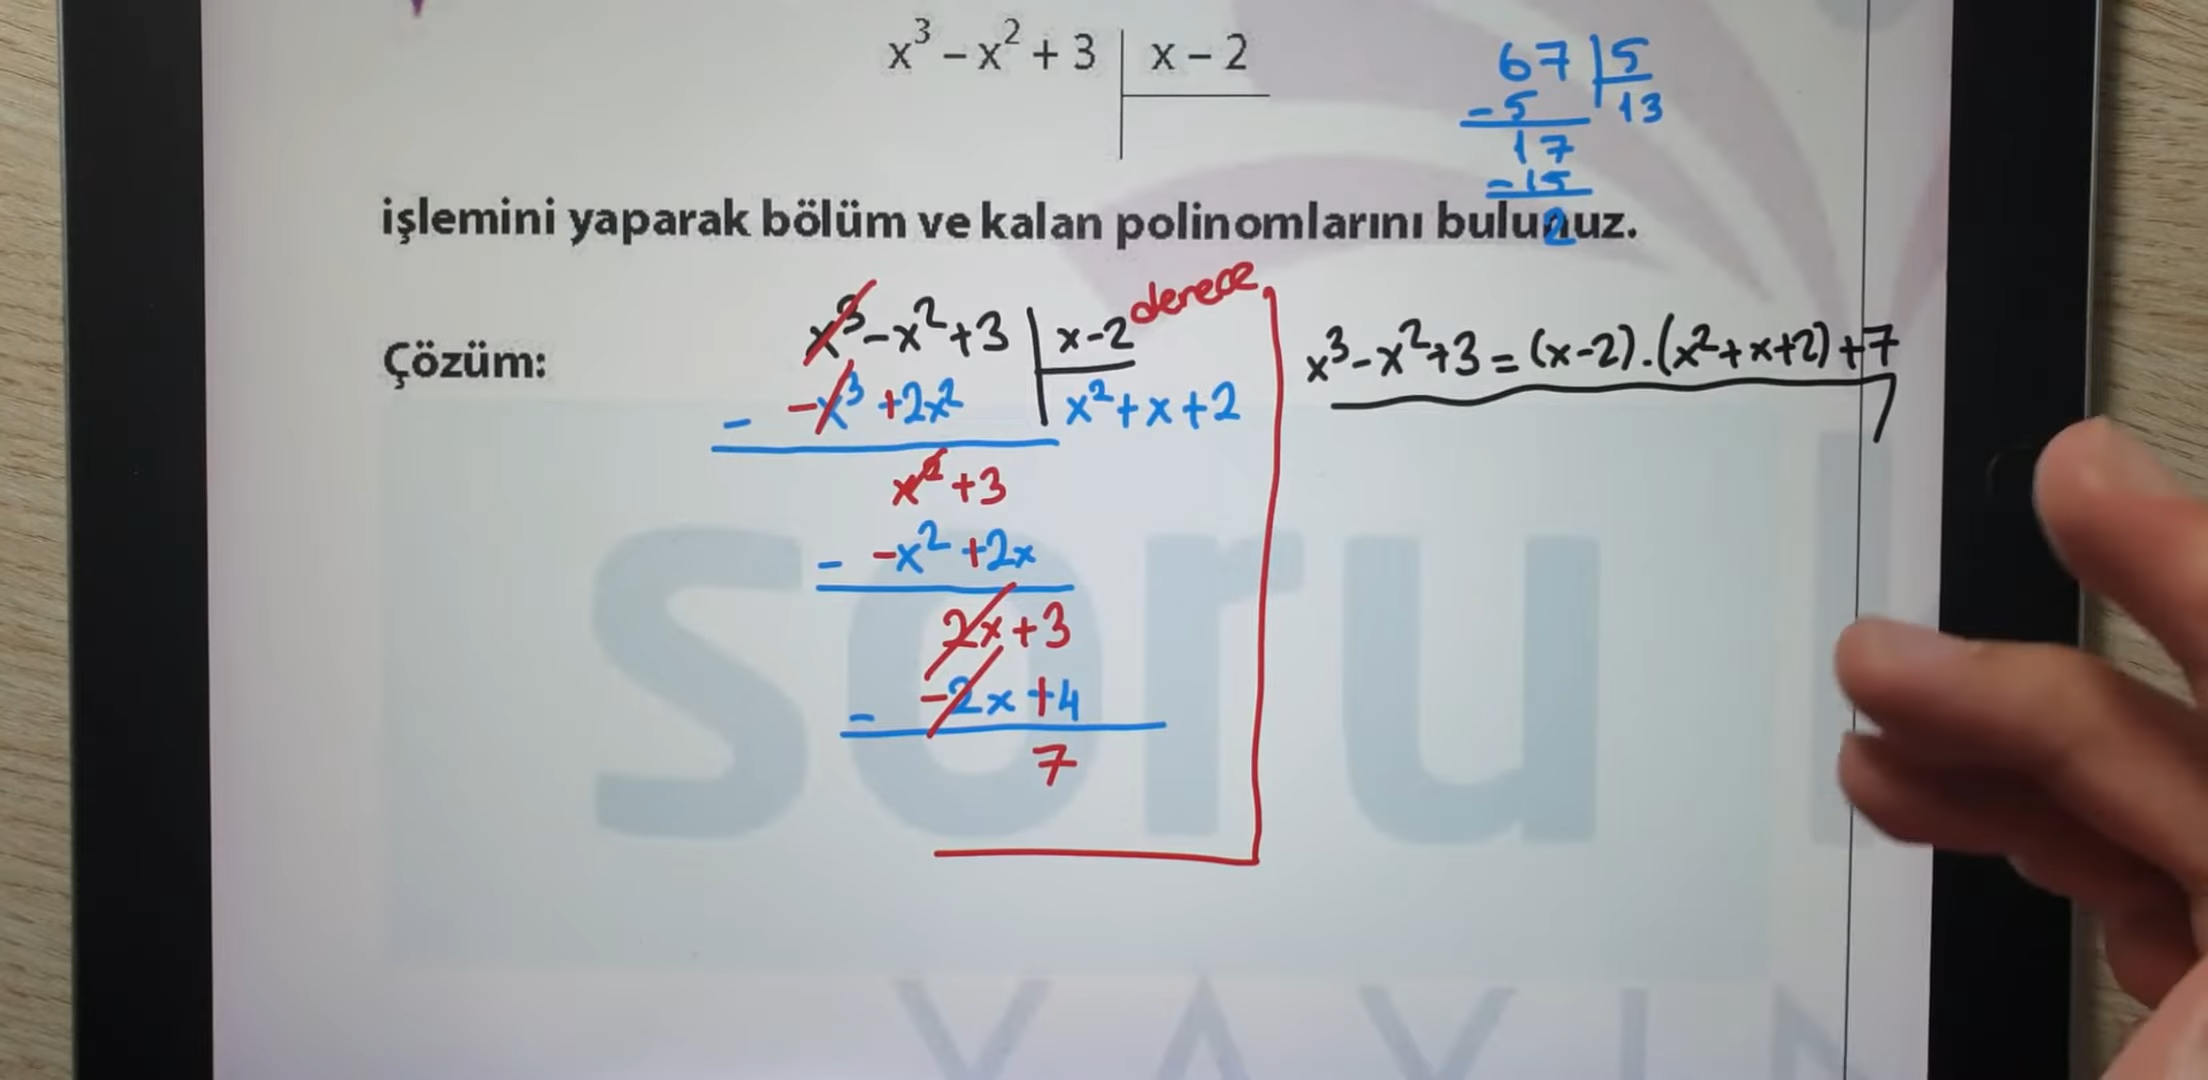 x³ – x² + 3 | x – 2
67 | 5
- 5 13
17
- 15
2
işlemini yaparak bölüm ve kalan polinomlarını bulunuz.
Çözüm:
x³-x²+3 | x-2
derece
- -x³ +2x² x²+x+2
x² +3
- -x² +2x
2x +3
- -2x +4
7
x³-x²+3 = (x-2).(x²+x+2)+7
soru
YAYIN